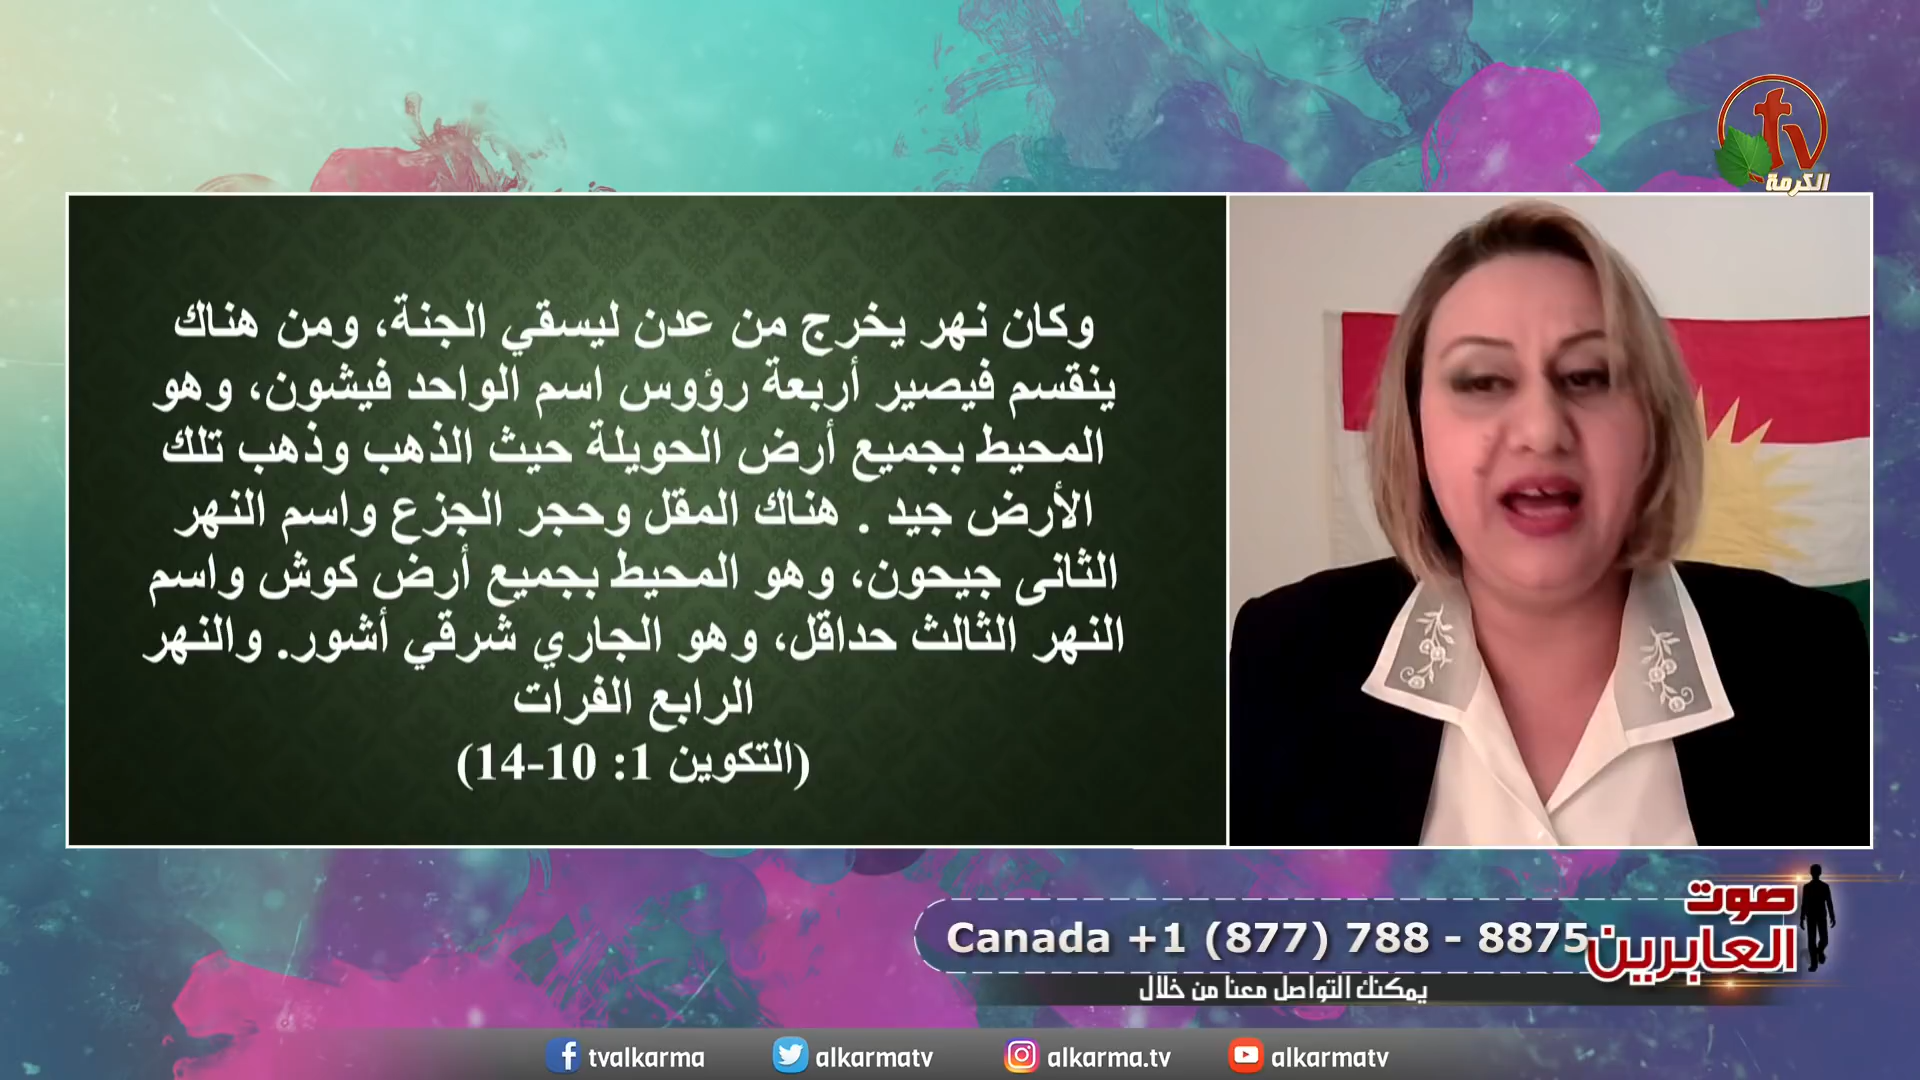 tv
الكرمة
وكان نهر يخرج من عدن ليسقي الجنة، ومن هناك
ينقسم فيصير أربعة رؤوس اسم الواحد فيشون، وهو
المحيط بجميع أرض الحويلة حيث الذهب وذهب تلك
الأرض جيد . هناك المقل وحجر الجزع واسم النهر
الثانى جيحون، وهو المحيط بجميع أرض كوش واسم
النهر الثالث حداقل، وهو الجاري شرقي أشور. والنهر
الرابع الفرات
(التكوين 1: 10-14)
صوت
العابرين
Canada +1 (877) 788 - 8875
يمكنك التواصل معنا من خلال
tvalkarma
alkarmatv
alkarma.tv
alkarmatv